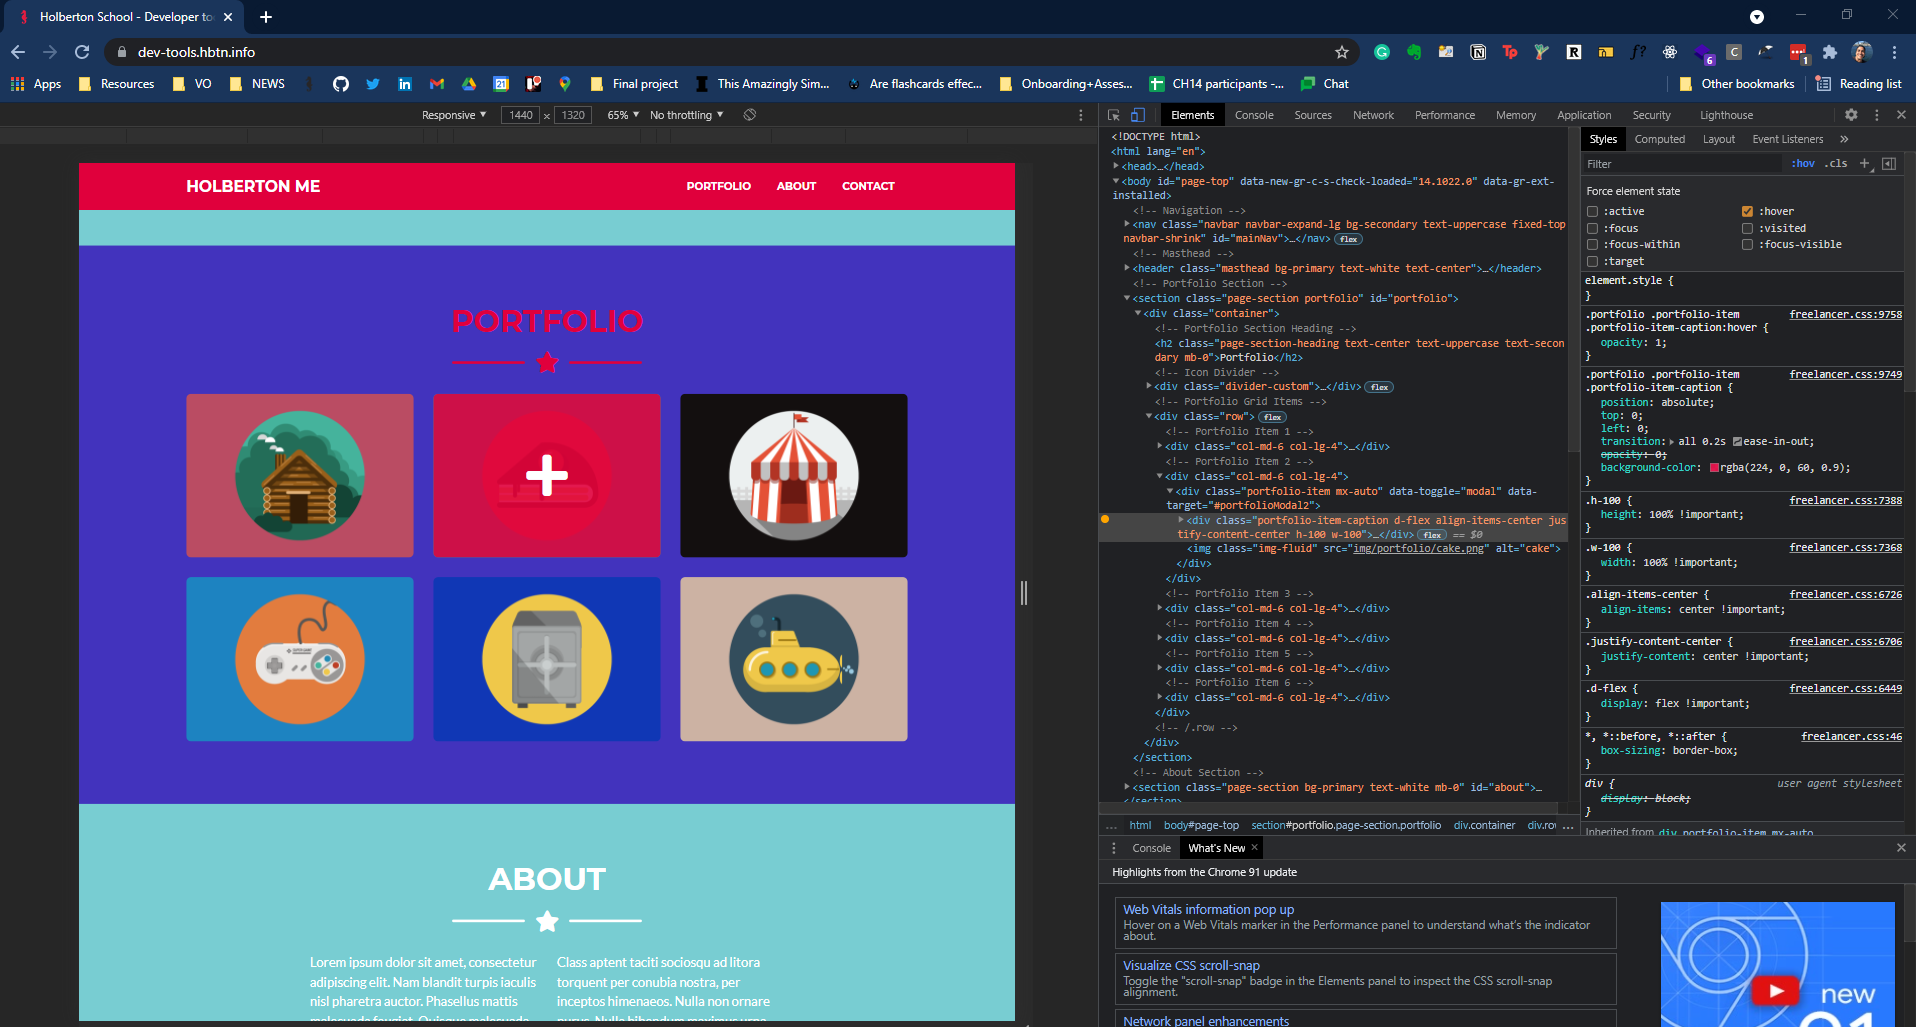 Holberton School - Developer to
dev-tools.hbtn.info
Apps Resources VO NEWS Final project This Amazingly Sim... Are flashcards effec... Onboarding+Asses... CH14 participants -... Chat Other bookmarks Reading list
Responsive 1440 × 1320 65% No throttling
HOLBERTON ME PORTFOLIO ABOUT CONTACT
PORTFOLIO
ABOUT
Lorem ipsum dolor sit amet, consectetur
adipiscing elit. Nam blandit turpis iaculis
nisl pharetra auctor. Phasellus mattis
Class aptent taciti sociosqu ad litora
torquent per conubia nostra, per
inceptos himenaeos. Nulla non ornare
Elements Console Sources Network Performance Memory Application Security Lighthouse
<!DOCTYPE html>
<html lang="en">
<head>…</head>
<body id="page-top" data-new-gr-c-s-check-loaded="14.1022.0" data-gr-ext-
installed>
<!-- Navigation -->
<nav class="navbar navbar-expand-lg bg-secondary text-uppercase fixed-top
navbar-shrink" id="mainNav">…</nav> flex
<!-- Masthead -->
<header class="masthead bg-primary text-white text-center">…</header>
<!-- Portfolio Section -->
<section class="page-section portfolio" id="portfolio">
<div class="container">
<!-- Portfolio Section Heading -->
<h2 class="page-section-heading text-center text-uppercase text-secon
dary mb-0">Portfolio</h2>
<!-- Icon Divider -->
<div class="divider-custom">…</div> flex
<!-- Portfolio Grid Items -->
<div class="row"> flex
<!-- Portfolio Item 1 -->
<div class="col-md-6 col-lg-4">…</div>
<!-- Portfolio Item 2 -->
<div class="col-md-6 col-lg-4">
<div class="portfolio-item mx-auto" data-toggle="modal" data-
target="#portfolioModal2">
<div class="portfolio-item-caption d-flex align-items-center jus
tify-content-center h-100 w-100">…</div> flex == $0
<img class="img-fluid" src="img/portfolio/cake.png" alt="cake">
</div>
</div>
<!-- Portfolio Item 3 -->
<div class="col-md-6 col-lg-4">…</div>
<!-- Portfolio Item 4 -->
<div class="col-md-6 col-lg-4">…</div>
<!-- Portfolio Item 5 -->
<div class="col-md-6 col-lg-4">…</div>
<!-- Portfolio Item 6 -->
<div class="col-md-6 col-lg-4">…</div>
</div>
<!-- /.row -->
</div>
</section>
<!-- About Section -->
<section class="page-section bg-primary text-white mb-0" id="about">…
</section>
... html body#page-top section#portfolio.page-section.portfolio div.container div.rov ...
Styles Computed Layout Event Listeners »
Filter :hov .cls +
Force element state
:active :hover
:focus :visited
:focus-within :focus-visible
:target
element.style {
}
.portfolio .portfolio-item freelancer.css:9758
.portfolio-item-caption:hover {
opacity: 1;
}
.portfolio .portfolio-item freelancer.css:9749
.portfolio-item-caption {
position: absolute;
top: 0;
left: 0;
transition: all 0.2s ease-in-out;
opacity: 0;
background-color: rgba(224, 0, 60, 0.9);
}
.h-100 { freelancer.css:7388
height: 100% !important;
}
.w-100 { freelancer.css:7368
width: 100% !important;
}
.align-items-center { freelancer.css:6726
align-items: center !important;
}
.justify-content-center { freelancer.css:6706
justify-content: center !important;
}
.d-flex { freelancer.css:6449
display: flex !important;
}
*, *::before, *::after { freelancer.css:46
box-sizing: border-box;
}
div { user agent stylesheet
display: block;
}
Inherited from div.portfolio-item.mx-auto
Console What's New ×
Highlights from the Chrome 91 update
Web Vitals information pop up
Hover on a Web Vitals marker in the Performance panel to understand what's the indicator
about.
Visualize CSS scroll-snap
Toggle the "scroll-snap" badge in the Elements panel to inspect the CSS scroll-snap
alignment.
Network panel enhancements
new
91